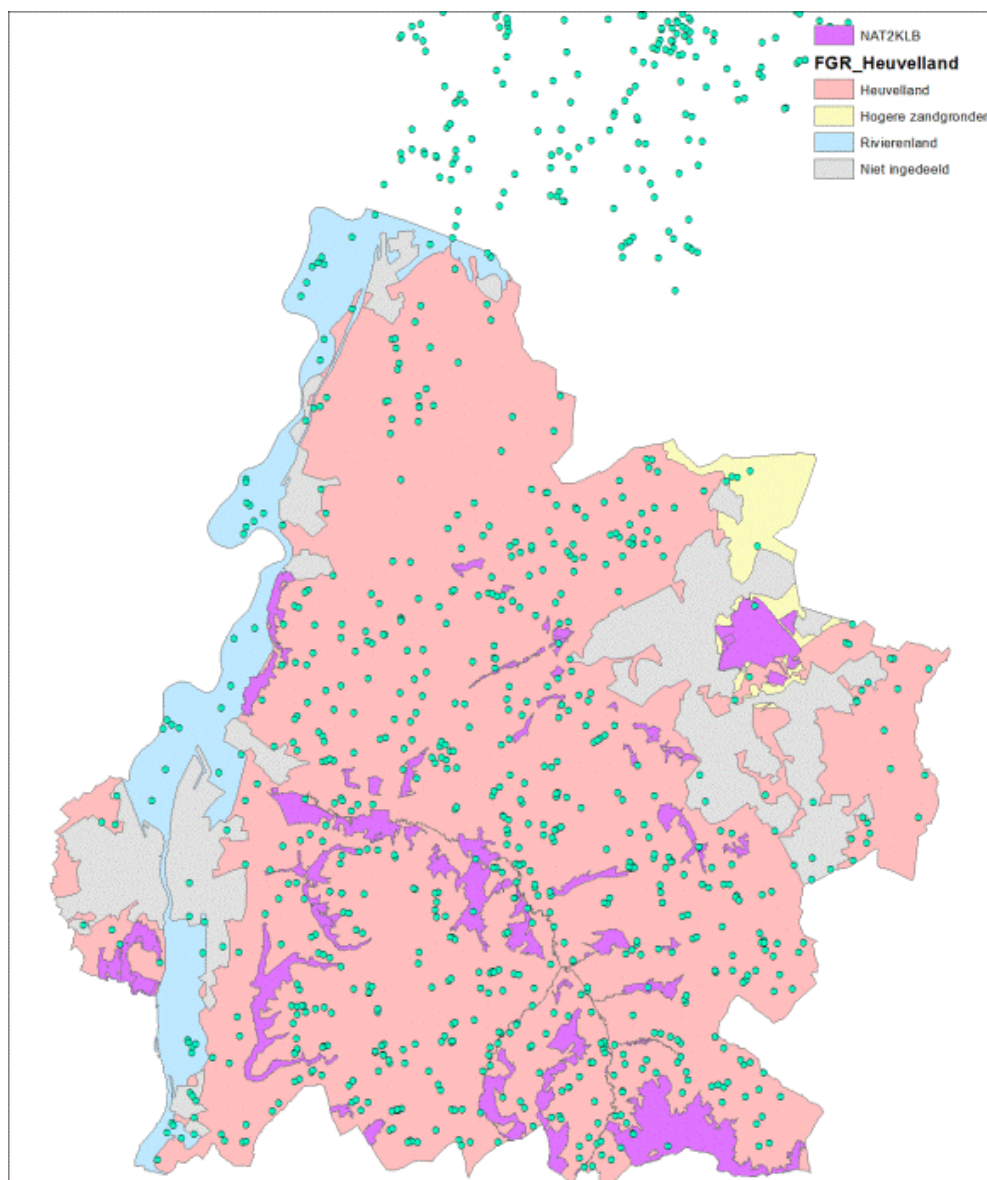 NAT2KLB
FGR_Heuvelland
Heuvelland
Hogere zandgronden
Rivierenland
Niet ingedeeld